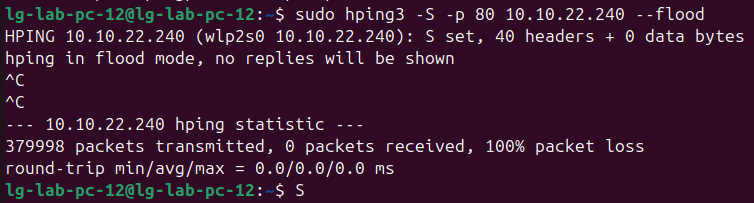 lg-lab-pc-12@lg-lab-pc-12:~$ sudo hping3 -S -p 80 10.10.22.240 --flood
HPING 10.10.22.240 (wlp2s0 10.10.22.240): S set, 40 headers + 0 data bytes
hping in flood mode, no replies will be shown
^C
^C
--- 10.10.22.240 hping statistic ---
379998 packets transmitted, 0 packets received, 100% packet loss
round-trip min/avg/max = 0.0/0.0/0.0 ms
lg-lab-pc-12@lg-lab-pc-12:~$ S